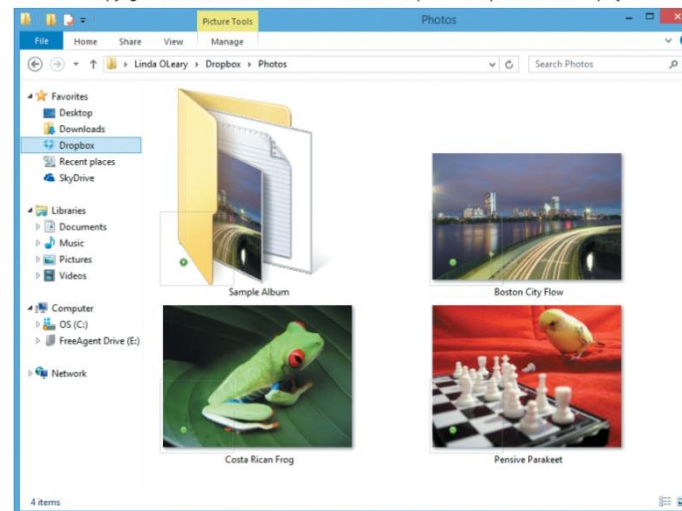 Picture Tools
Photos
File Home Share View Manage
Linda OLeary Dropbox Photos
Search Photos
Favorites
Desktop
Downloads
Dropbox
Recent places
SkyDrive
Libraries
Documents
Music
Pictures
Videos
Computer
OS (C:)
FreeAgent Drive (E:)
Network
Sample Album
Boston City Flow
Costa Rican Frog
Pensive Parakeet
4 items